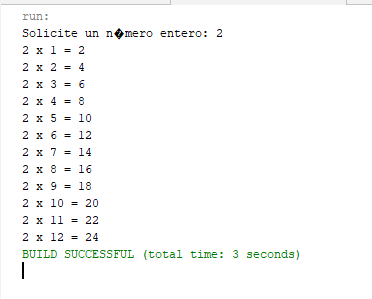 run:
Solicite un n�mero entero: 2
2 x 1 = 2
2 x 2 = 4
2 x 3 = 6
2 x 4 = 8
2 x 5 = 10
2 x 6 = 12
2 x 7 = 14
2 x 8 = 16
2 x 9 = 18
2 x 10 = 20
2 x 11 = 22
2 x 12 = 24
BUILD SUCCESSFUL (total time: 3 seconds)